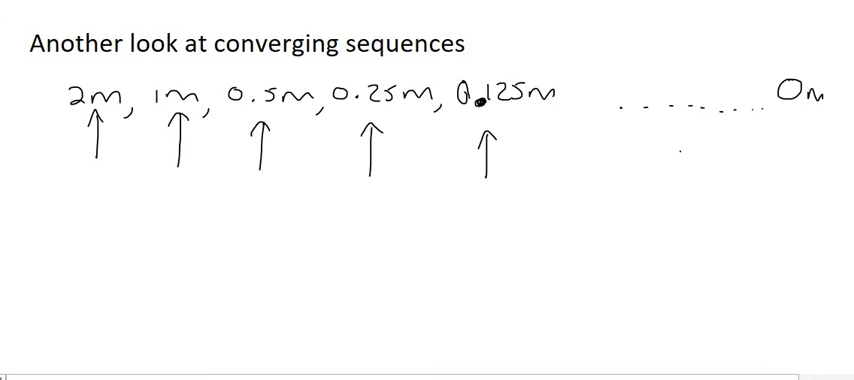 Another look at converging sequences
2m, 1m, 0.5m, 0.25m, 0.125m ......... 0m